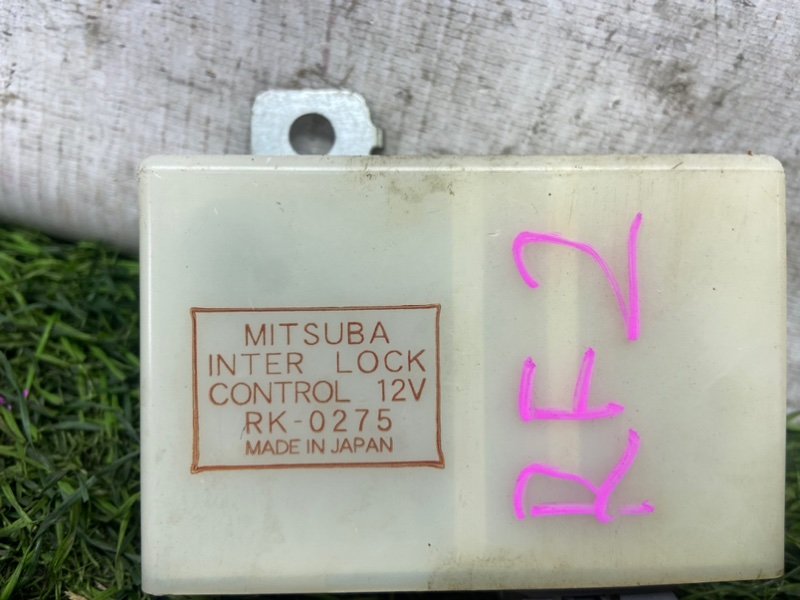 MITSUBA
INTER LOCK
CONTROL 12V
RK-0275
MADE IN JAPAN
RF2